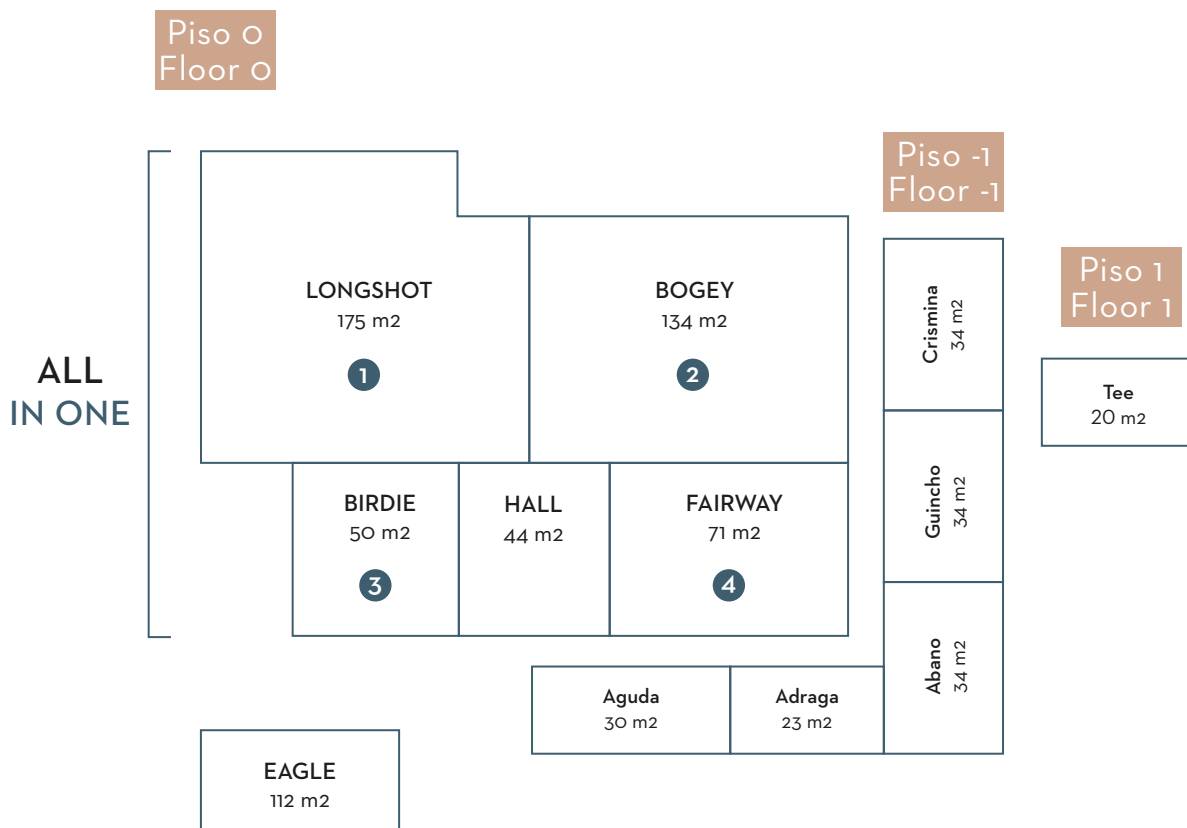 Piso 0
Floor 0
Piso -1
Floor -1
Piso 1
Floor 1
ALL
IN ONE
LONGSHOT
175 m2
1
BOGEY
134 m2
2
BIRDIE
50 m2
3
HALL
44 m2
FAIRWAY
71 m2
4
Crismina
34 m2
Guincho
34 m2
Abano
34 m2
Tee
20 m2
Aguda
30 m2
Adraga
23 m2
EAGLE
112 m2